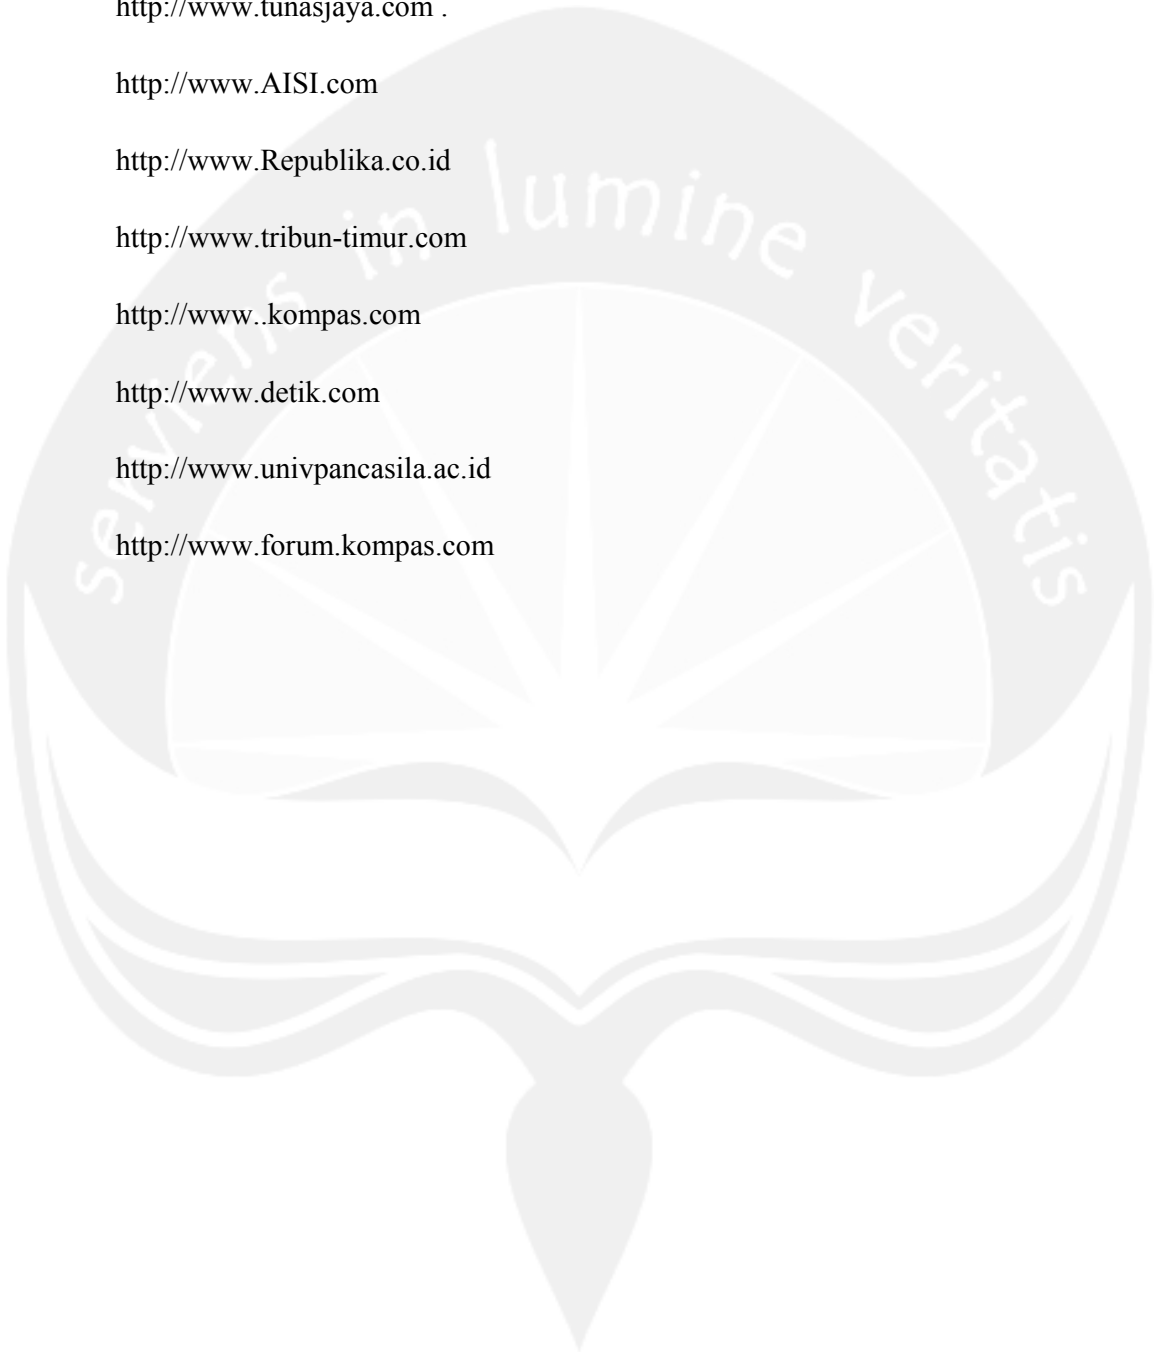 http://www.tunasjaya.com .
http://www.AISI.com
http://www.Republika.co.id
http://www.tribun-timur.com
http://www..kompas.com
http://www.detik.com
http://www.univpancasila.ac.id
http://www.forum.kompas.com
serviens in lumine veritatis